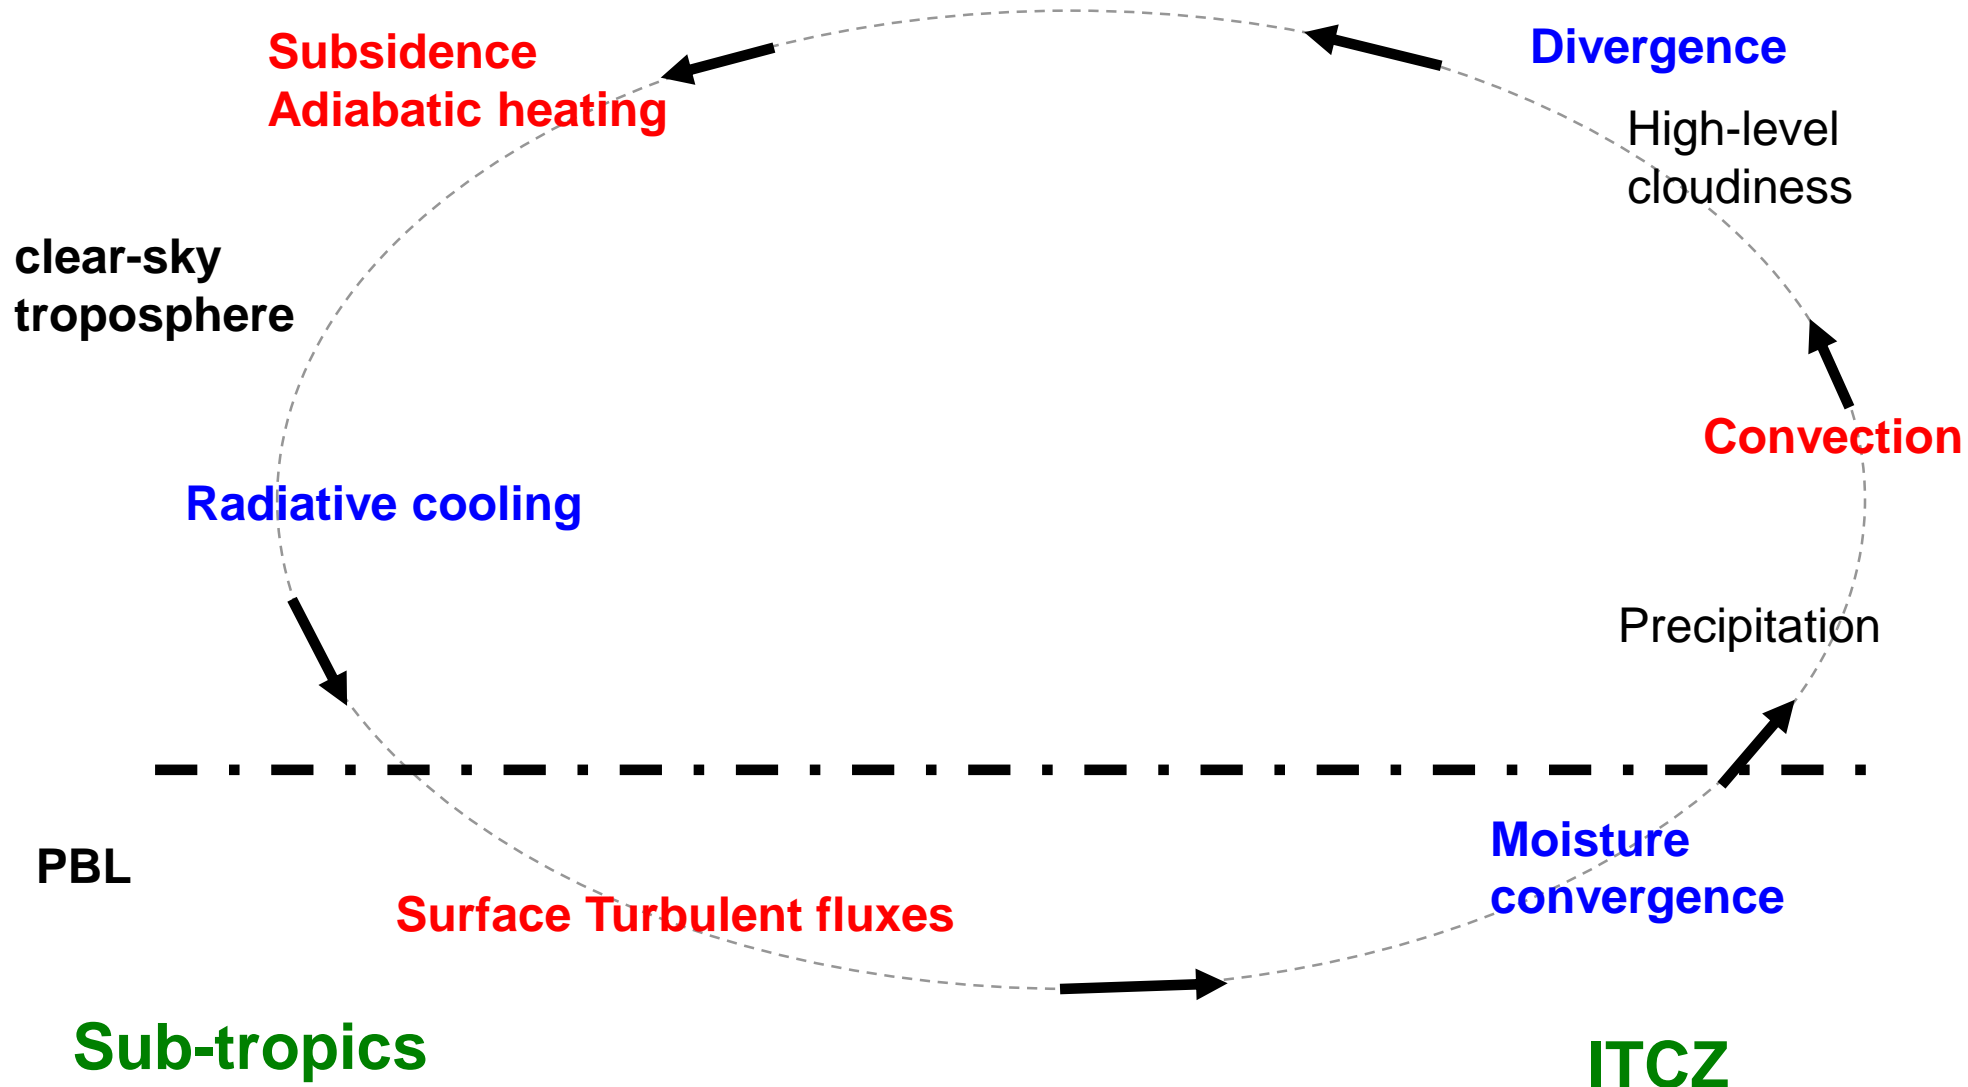 Subsidence
Adiabatic heating
Divergence
High-level
cloudiness
clear-sky
troposphere
Convection
Radiative cooling
Precipitation
Moisture
convergence
PBL
Surface Turbulent fluxes
Sub-tropics
ITCZ